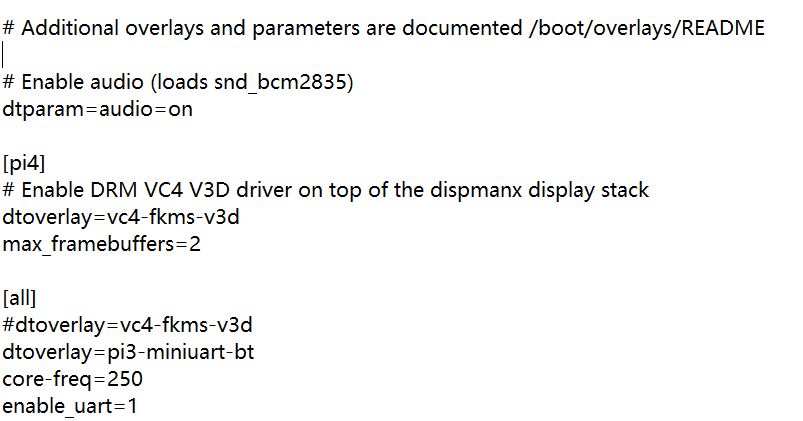 # Additional overlays and parameters are documented /boot/overlays/README
# Enable audio (loads snd_bcm2835)
dtparam=audio=on
[pi4]
# Enable DRM VC4 V3D driver on top of the dispmanx display stack
dtoverlay=vc4-fkms-v3d
max_framebuffers=2
[all]
#dtoverlay=vc4-fkms-v3d
dtoverlay=pi3-miniuart-bt
core-freq=250
enable_uart=1